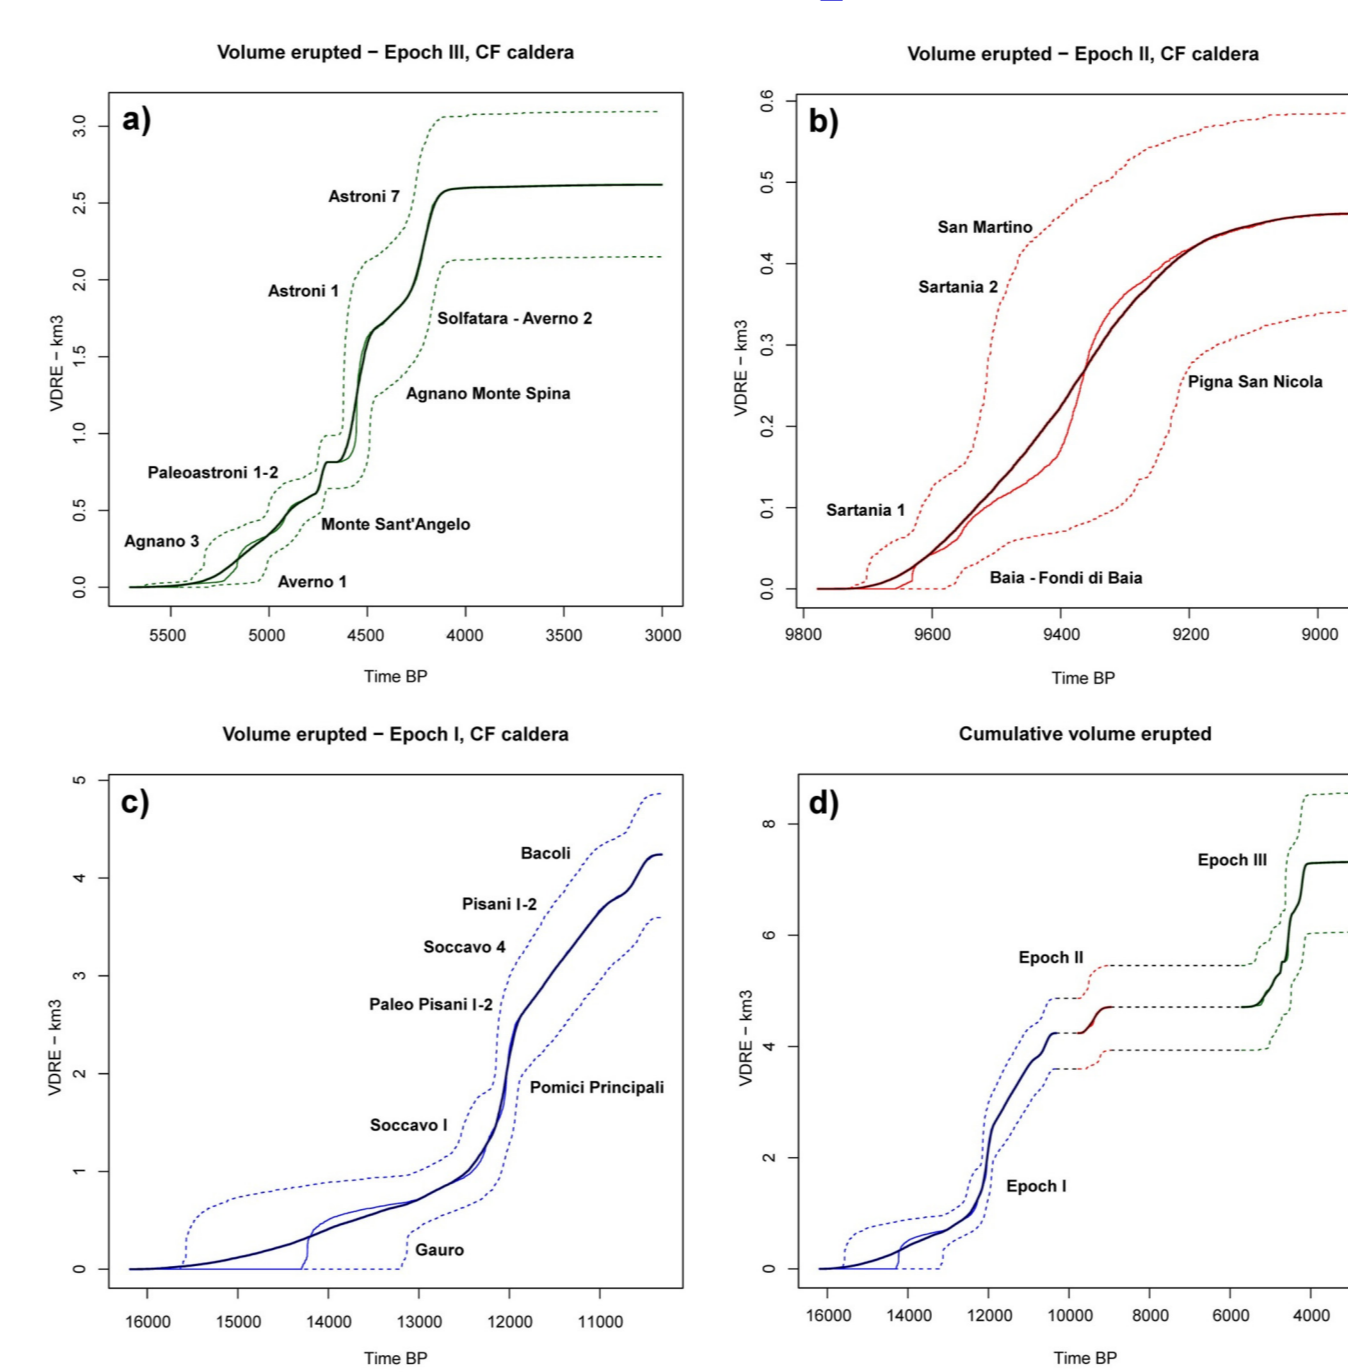 Volume erupted − Epoch III, CF caldera
a)
VDRE − km3
3.0
2.5
2.0
1.5
1.0
0.5
0.0
Astroni 7
Astroni 1
Solfatara - Averno 2
Agnano Monte Spina
Paleoastroni 1-2
Monte Sant'Angelo
Agnano 3
Averno 1
5500 5000 4500 4000 3500 3000
Time BP
Volume erupted − Epoch II, CF caldera
b)
VDRE − km3
0.6
0.5
0.4
0.3
0.2
0.1
0.0
San Martino
Sartania 2
Pigna San Nicola
Sartania 1
Baia - Fondi di Baia
9800 9600 9400 9200 9000
Time BP
Volume erupted − Epoch I, CF caldera
c)
VDRE − km3
5
4
3
2
1
0
Bacoli
Pisani I-2
Soccavo 4
Paleo Pisani I-2
Pomici Principali
Soccavo I
Gauro
16000 15000 14000 13000 12000 11000
Time BP
Cumulative volume erupted
d)
VDRE − km3
8
6
4
2
0
Epoch III
Epoch II
Epoch I
16000 14000 12000 10000 8000 6000 4000
Time BP